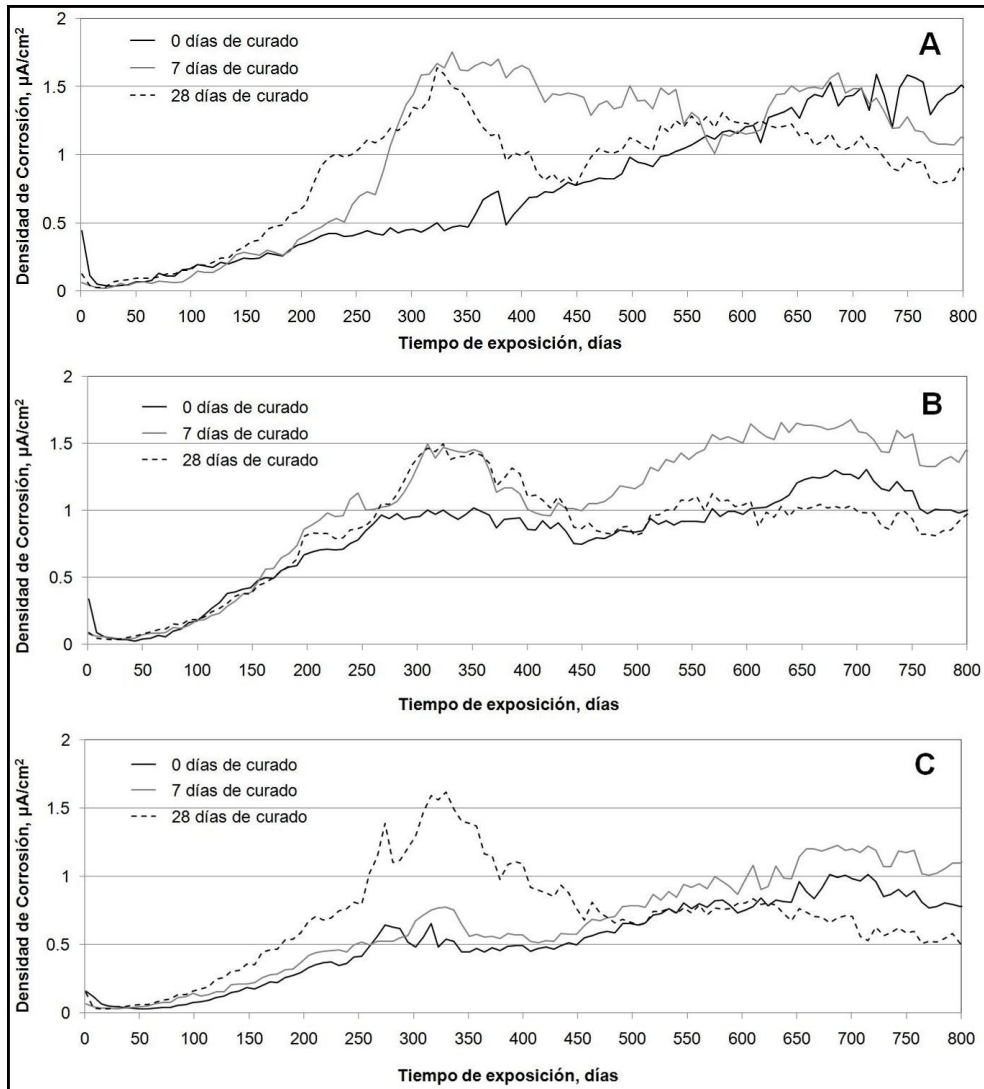 A
2
1.5
1
0.5
0
Densidad de Corrosión, µA/cm²
0 días de curado
7 días de curado
28 días de curado
0 50 100 150 200 250 300 350 400 450 500 550 600 650 700 750 800
Tiempo de exposición, días
B
2
1.5
1
0.5
0
Densidad de Corrosión, µA/cm²
0 días de curado
7 días de curado
28 días de curado
0 50 100 150 200 250 300 350 400 450 500 550 600 650 700 750 800
Tiempo de exposición, días
C
2
1.5
1
0.5
0
Densidad de Corrosión, µA/cm²
0 días de curado
7 días de curado
28 días de curado
0 50 100 150 200 250 300 350 400 450 500 550 600 650 700 750 800
Tiempo de exposición, días